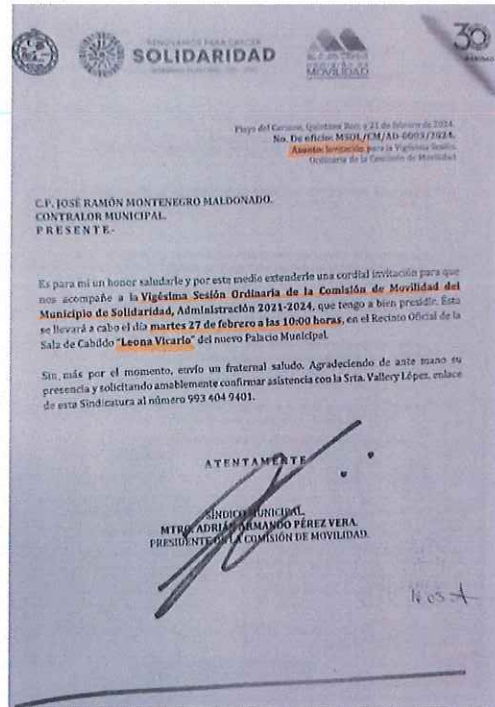 RENOVARNOS PARA CRECER
SOLIDARIDAD
MOVILIDAD
30
Playa del Carmen, Quintana Roo; a 21 de febrero de 2024.
No. De oficio: MSOL/CM/AD-0003/2024.
Asunto: Invitación para la Vigésima Sesión
Ordinaria de la Comisión de Movilidad
C.P. JOSÉ RAMÓN MONTENEGRO MALDONADO.
CONTRALOR MUNICIPAL.
P R E S E N T E.-
Es para mi un honor saludarle y por este medio extenderle una cordial invitación para que
nos acompañe a la Vigésima Sesión Ordinaria de la Comisión de Movilidad del
Municipio de Solidaridad, Administración 2021-2024, que tengo a bien presidir. Ésta
se llevará a cabo el día martes 27 de febrero a las 10:00 horas, en el Recinto Oficial de la
Sala de Cabildo "Leona Vicario" del nuevo Palacio Municipal.
Sin, más por el momento, envío un fraternal saludo. Agradeciendo de ante mano su
presencia y solicitando amablemente confirmar asistencia con la Srta. Vallery López, enlace
de esta Sindicatura al número 993 404 9401.
A T E N T A M E N T E
SÍNDICO MUNICIPAL.
MTRO. ADRIÁN ARMANDO PÉREZ VERA.
PRESIDENTE DE LA COMISIÓN DE MOVILIDAD.